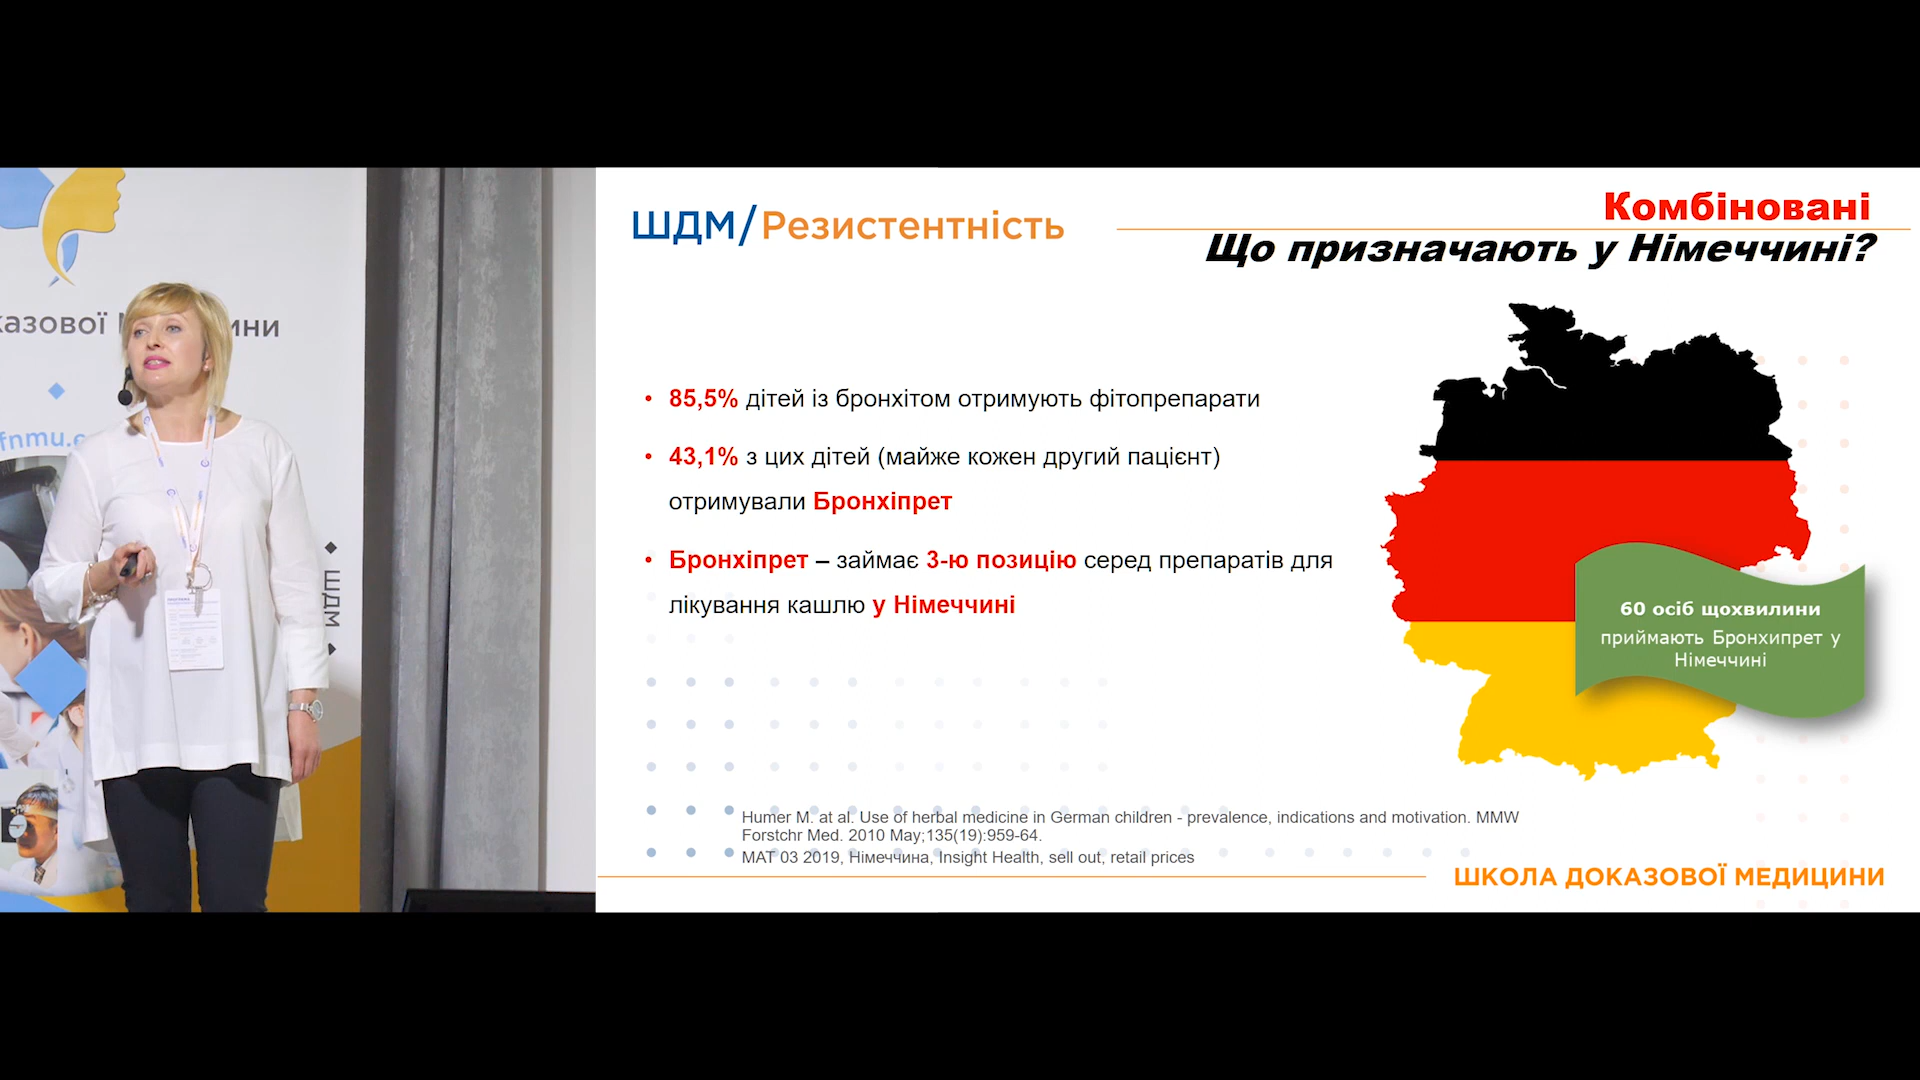 казової
ини
fnmu.
ШДМ
ШДМ/Резистентність
Комбіновані
Що призначають у Німеччині?
• 85,5% дітей із бронхітом отримують фітопрепарати
• 43,1% з цих дітей (майже кожен другий пацієнт)
отримували Бронхіпрет
• Бронхіпрет – займає 3-ю позицію серед препаратів для
лікування кашлю у Німеччині
60 осіб щохвилини
приймають Бронхипрет у
Німеччині
Humer M. at al. Use of herbal medicine in German children - prevalence, indications and motivation. MMW
Forstchr Med. 2010 May;135(19):959-64.
MAT 03 2019, Німеччина, Insight Health, sell out, retail prices
ШКОЛА ДОКАЗОВОЇ МЕДИЦИНИ